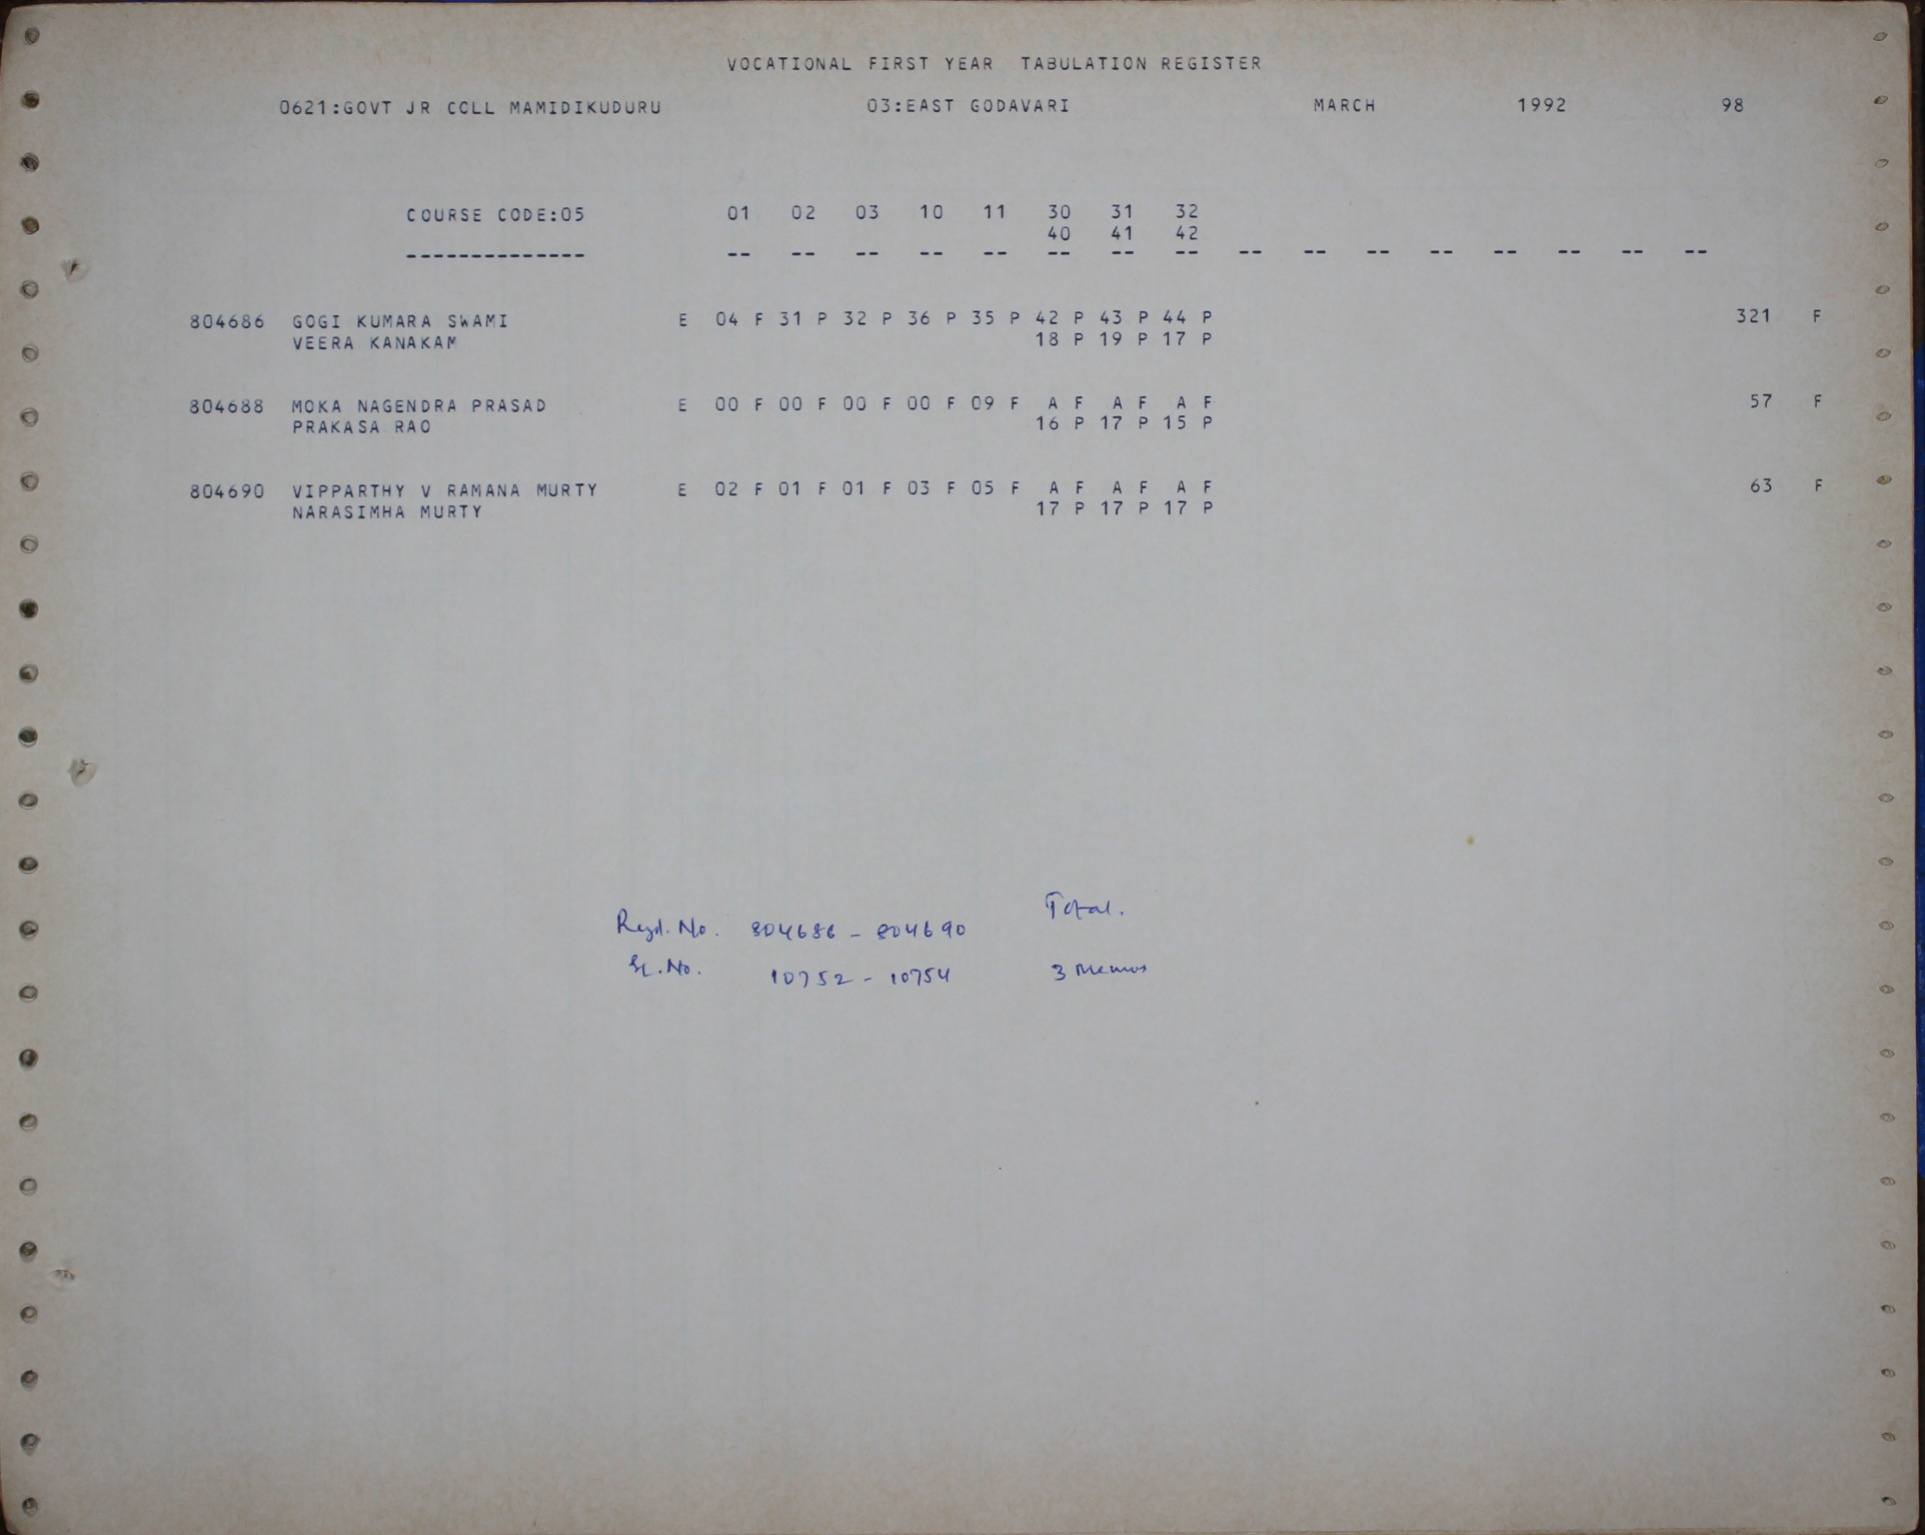 VOCATIONAL FIRST YEAR TABULATION REGISTER
0621:GOVT JR COLL MAMIDIKUDURU 03:EAST GODAVARI MARCH 1992 98
COURSE CODE:05 01 02 03 10 11 30 31 32
40 41 42
-------------- -- -- -- -- -- -- -- -- -- -- -- -- -- -- -- --
804686 GOGI KUMARA SWAMI E 04 F 31 P 32 P 36 P 35 P 42 P 43 P 44 P 321 F
VEERA KANAKAM 18 P 19 P 17 P
804688 MOKA NAGENDRA PRASAD E 00 F 00 F 00 F 00 F 09 F A F A F A F 57 F
PRAKASA RAO 16 P 17 P 15 P
804690 VIPPARTHY V RAMANA MURTY E 02 F 01 F 01 F 03 F 05 F A F A F A F 63 F
NARASIMHA MURTY 17 P 17 P 17 P
Regd. No. 804686 - 804690 Total.
Sl. No. 10752 - 10754 3 Memos